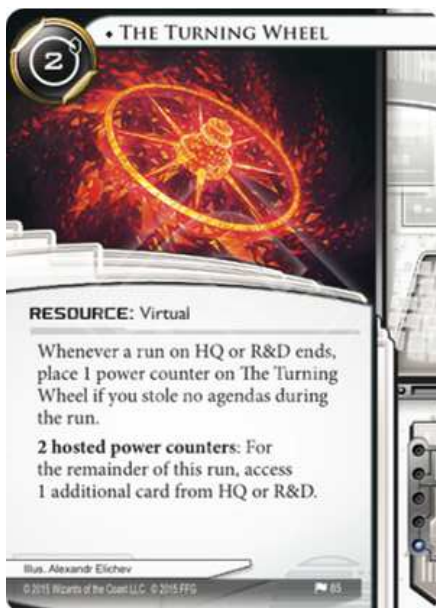 ◆ THE TURNING WHEEL
2
RESOURCE: Virtual
Whenever a run on HQ or R&D ends,
place 1 power counter on The Turning
Wheel if you stole no agendas during
the run.
2 hosted power counters: For
the remainder of this run, access
1 additional card from HQ or R&D.
Illus. Alexandr Elichev
© 2015 Wizards of the Coast LLC. © 2015 FFG
85